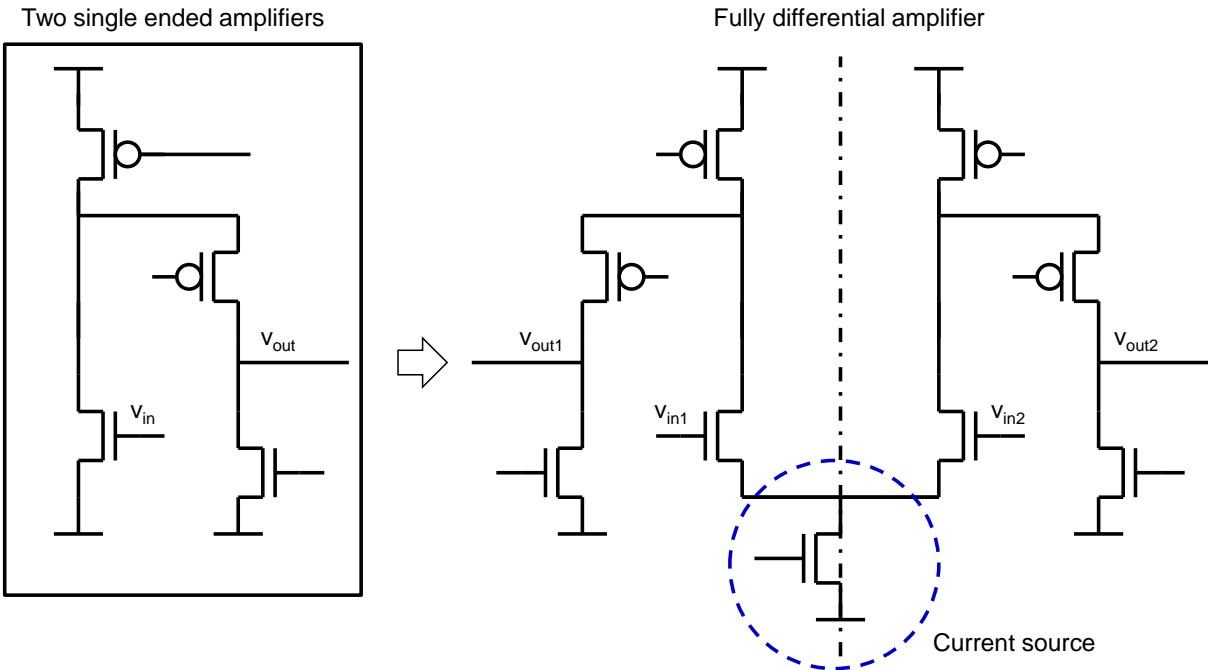 Two single ended amplifiers
Fully differential amplifier
vout
vout1
vout2
vin
vin1
vin2
Current source